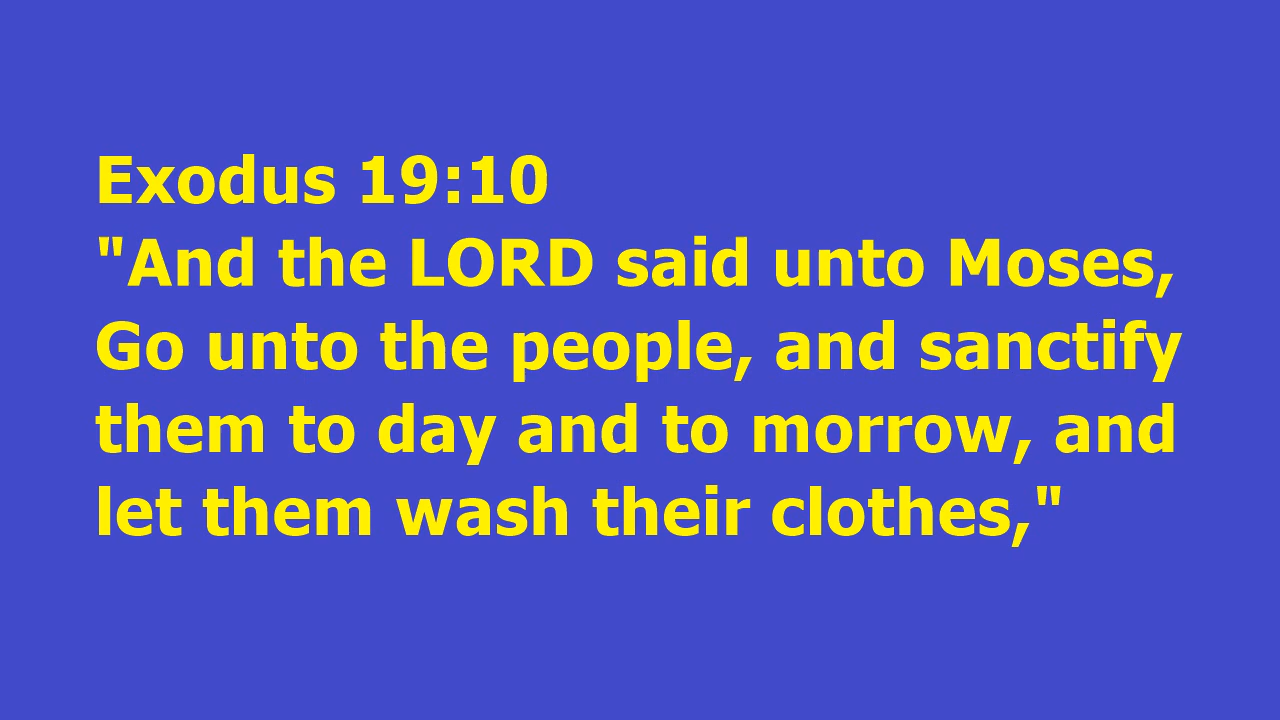 Exodus 19:10
"And the LORD said unto Moses,
Go unto the people, and sanctify
them to day and to morrow, and
let them wash their clothes,"